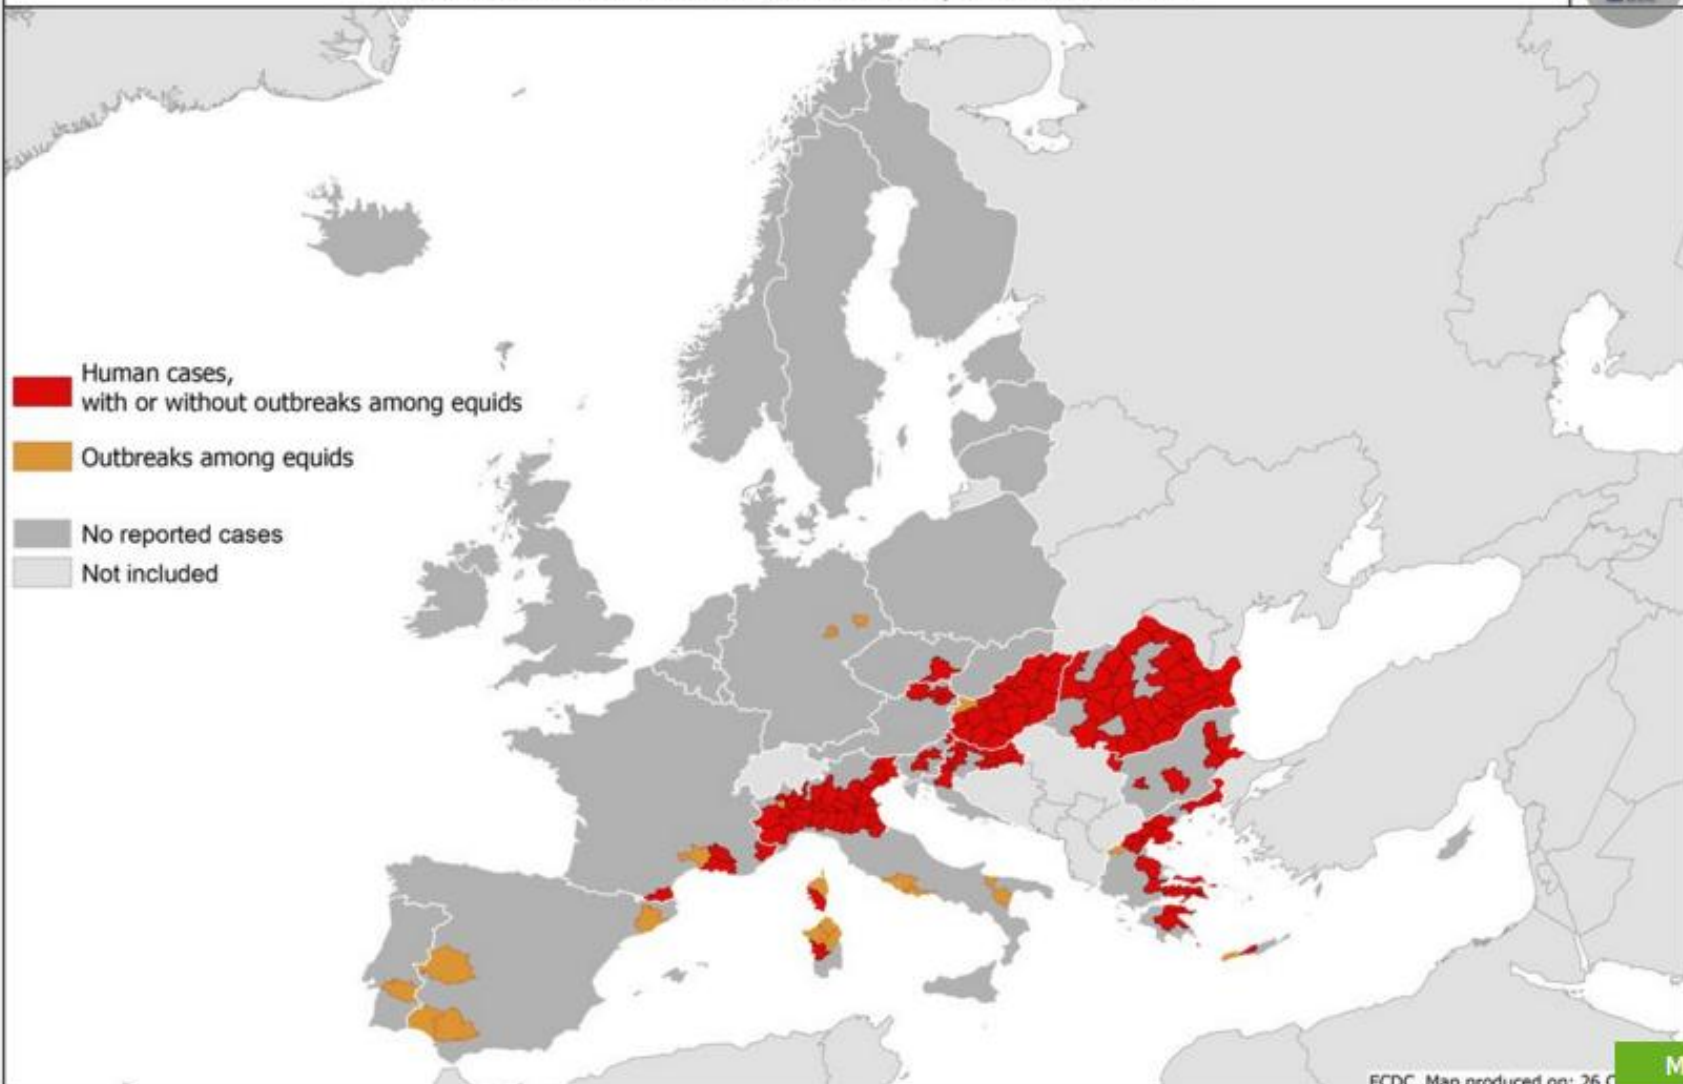 Human cases,
with or without outbreaks among equids
Outbreaks among equids
No reported cases
Not included
ECDC. Map produced on: 26
M